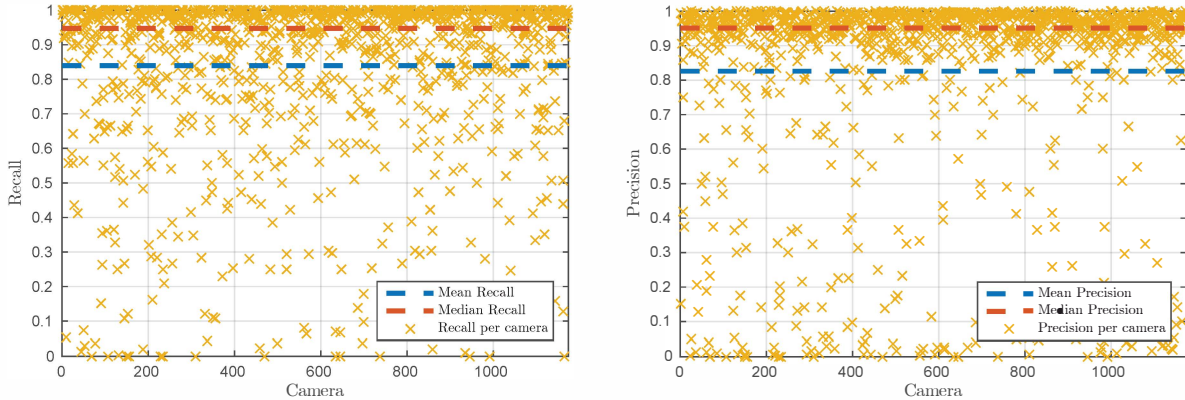 1
0.9
0.8
0.7
0.6
0.5
0.4
0.3
0.2
0.1
0
0 200 400 600 800 1000
Recall
Camera
Mean Recall
Median Recall
Recall per camera
1
0.9
0.8
0.7
0.6
0.5
0.4
0.3
0.2
0.1
0
0 200 400 600 800 1000
Precision
Camera
Mean Precision
Median Precision
Precision per camera